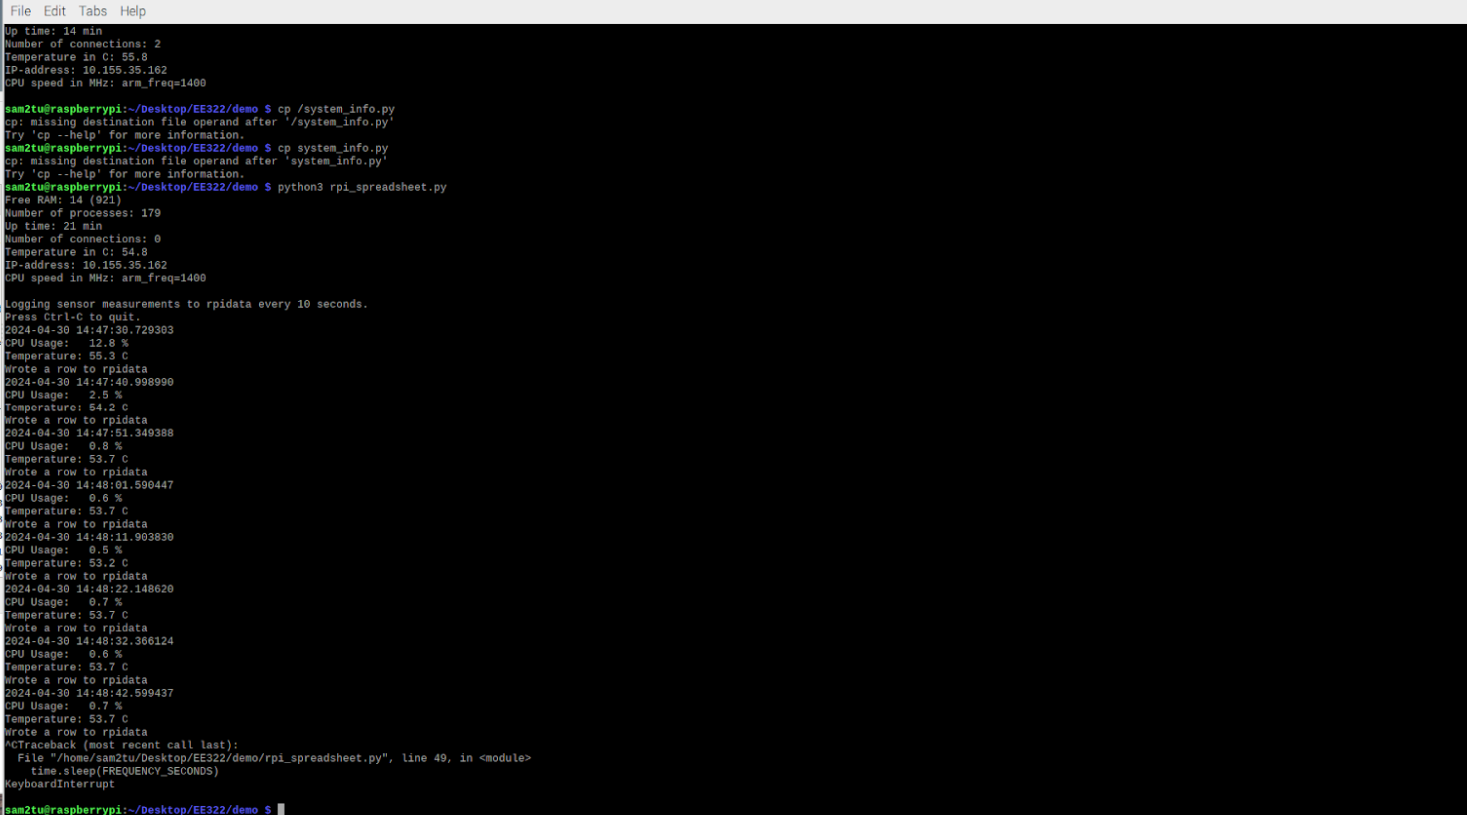 File Edit Tabs Help
Up time: 14 min
Number of connections: 2
Temperature in C: 55.8
IP-address: 10.155.35.162
CPU speed in MHz: arm_freq=1400
sam2tu@raspberrypi:~/Desktop/EE322/demo $ cp /system_info.py
cp: missing destination file operand after '/system_info.py'
Try 'cp --help' for more information.
sam2tu@raspberrypi:~/Desktop/EE322/demo $ cp system_info.py
cp: missing destination file operand after 'system_info.py'
Try 'cp --help' for more information.
sam2tu@raspberrypi:~/Desktop/EE322/demo $ python3 rpi_spreadsheet.py
Free RAM: 14 (921)
Number of processes: 179
Up time: 21 min
Number of connections: 0
Temperature in C: 54.8
IP-address: 10.155.35.162
CPU speed in MHz: arm_freq=1400
Logging sensor measurements to rpidata every 10 seconds.
Press Ctrl-C to quit.
2024-04-30 14:47:30.729303
CPU Usage: 12.8 %
Temperature: 55.3 C
Wrote a row to rpidata
2024-04-30 14:47:40.998990
CPU Usage: 2.5 %
Temperature: 54.2 C
Wrote a row to rpidata
2024-04-30 14:47:51.349388
CPU Usage: 0.8 %
Temperature: 53.7 C
Wrote a row to rpidata
2024-04-30 14:48:01.590447
CPU Usage: 0.6 %
Temperature: 53.7 C
Wrote a row to rpidata
2024-04-30 14:48:11.903830
CPU Usage: 0.5 %
Temperature: 53.2 C
Wrote a row to rpidata
2024-04-30 14:48:22.148620
CPU Usage: 0.7 %
Temperature: 53.7 C
Wrote a row to rpidata
2024-04-30 14:48:32.366124
CPU Usage: 0.6 %
Temperature: 53.7 C
Wrote a row to rpidata
2024-04-30 14:48:42.599437
CPU Usage: 0.7 %
Temperature: 53.7 C
Wrote a row to rpidata
^CTraceback (most recent call last):
File "/home/sam2tu/Desktop/EE322/demo/rpi_spreadsheet.py", line 49, in <module>
time.sleep(FREQUENCY_SECONDS)
KeyboardInterrupt
sam2tu@raspberrypi:~/Desktop/EE322/demo $